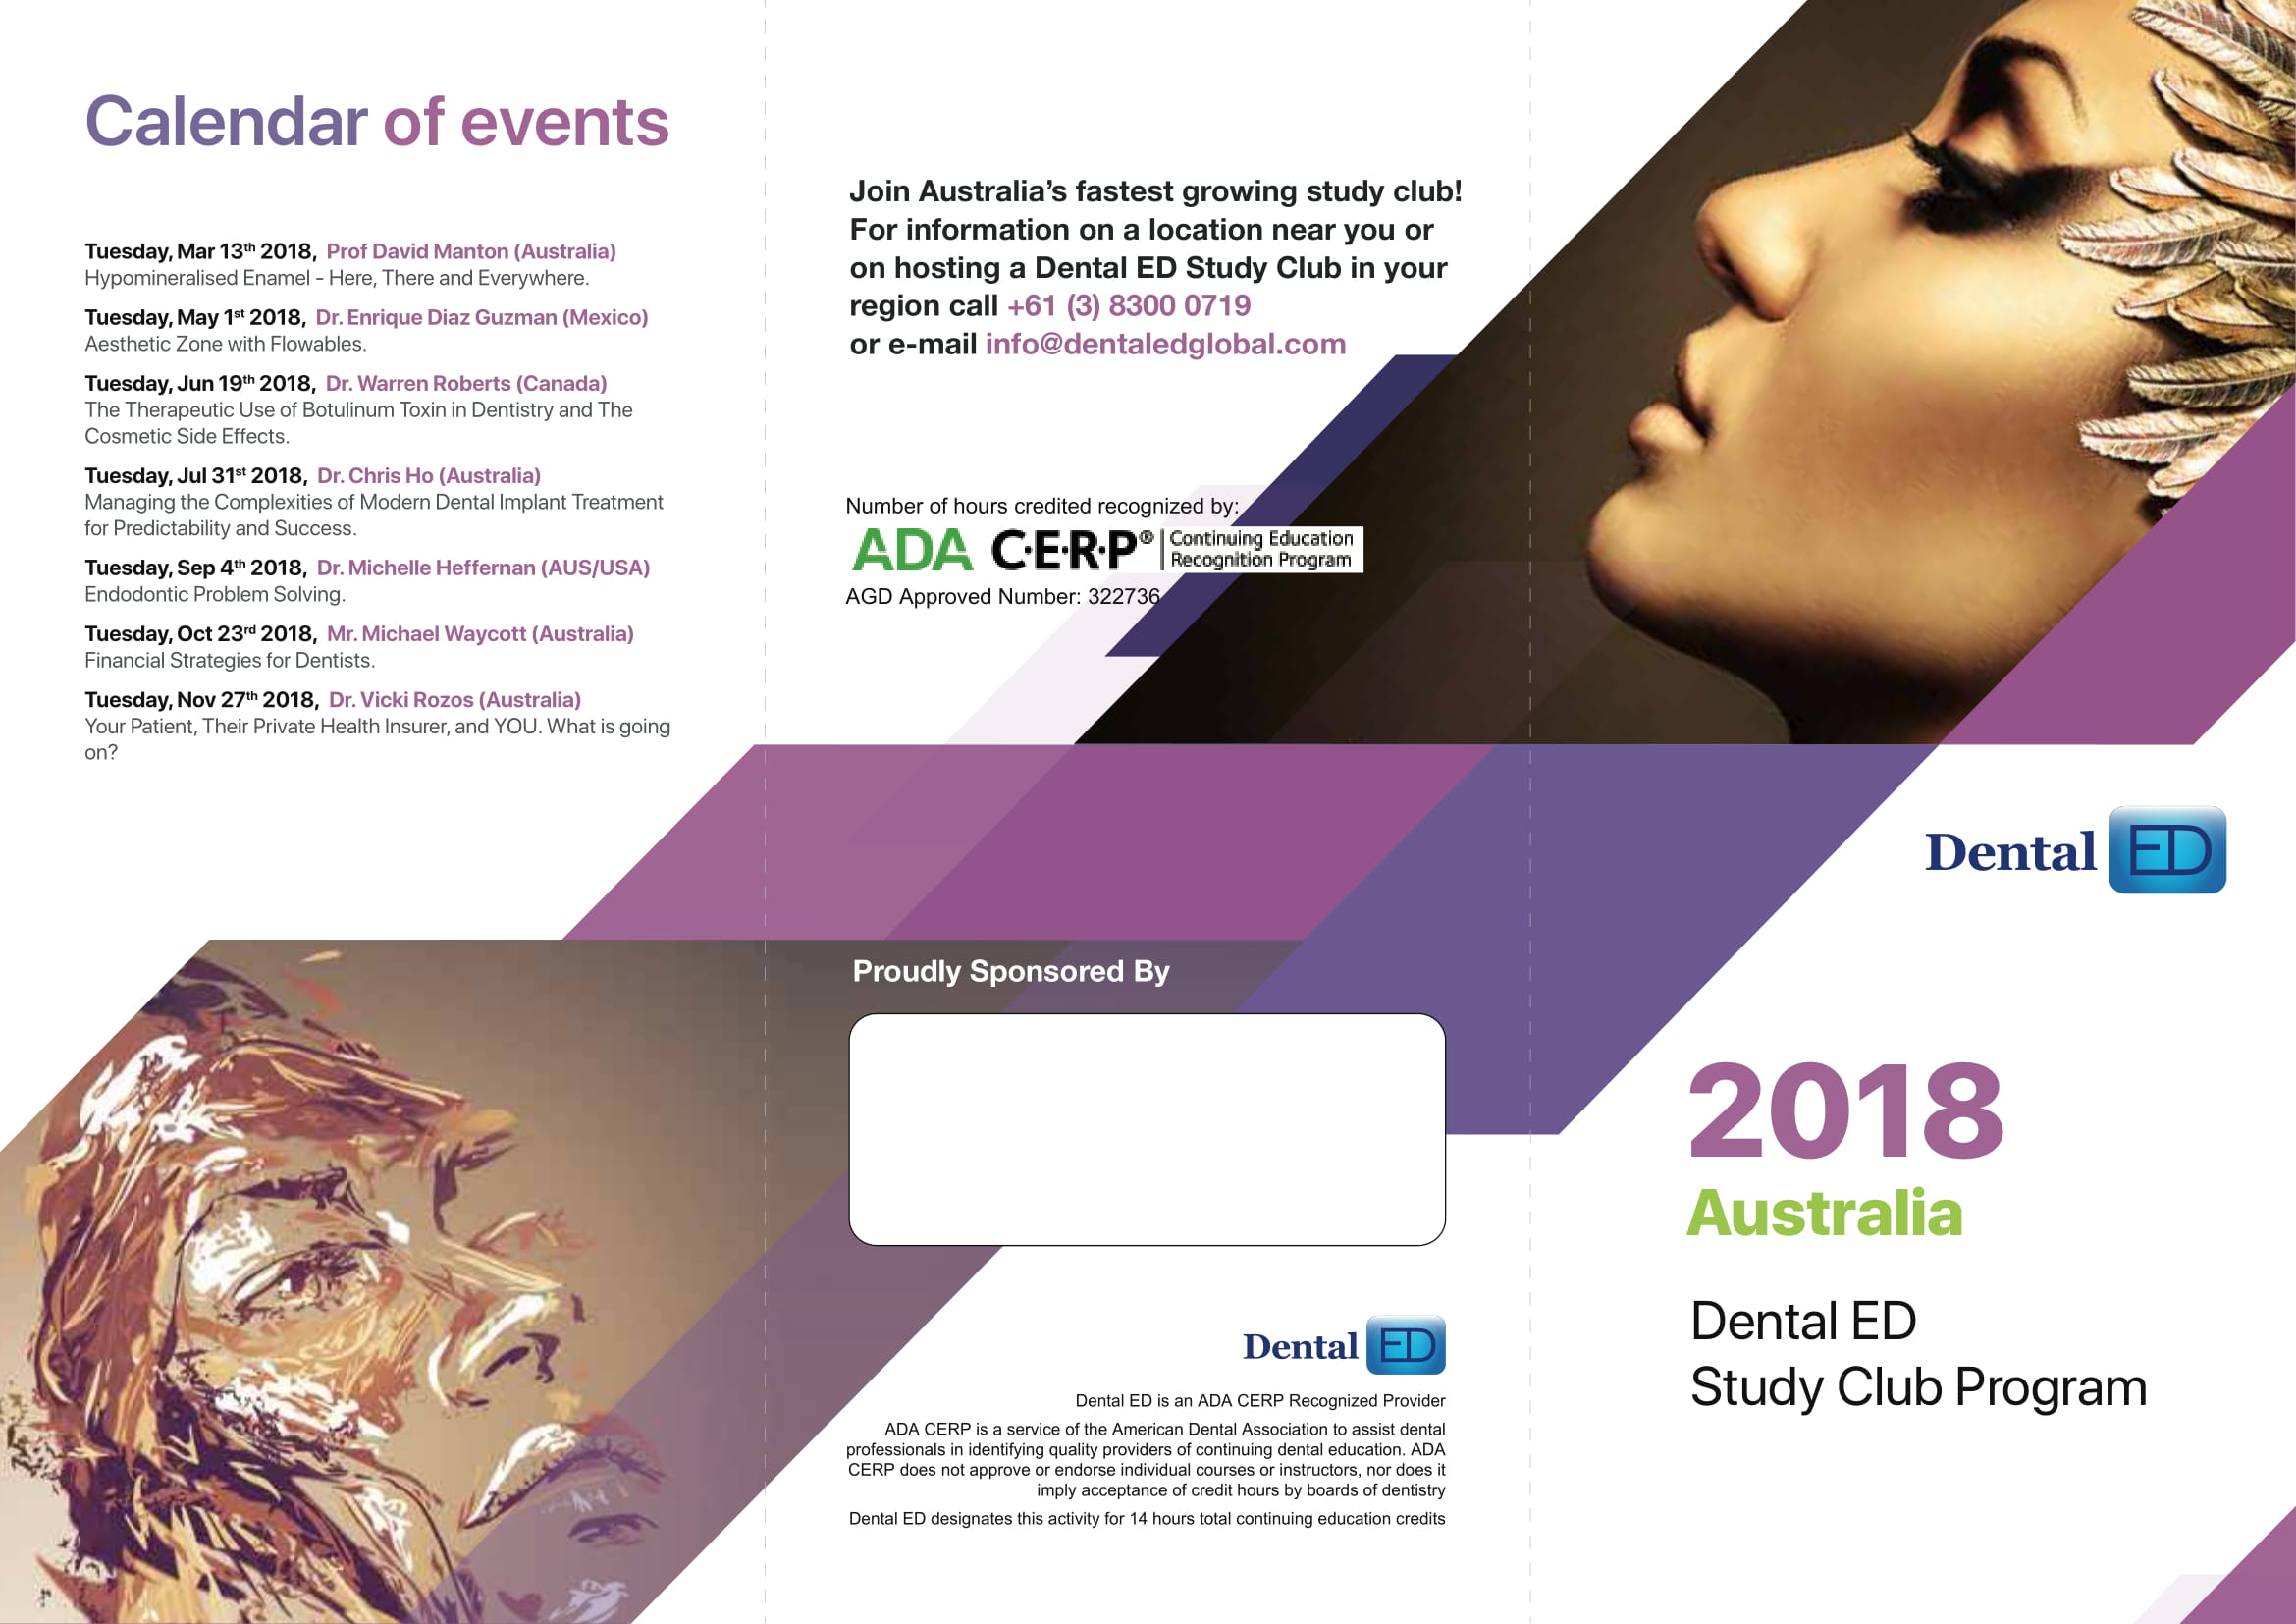 Calendar of events
Tuesday, Mar 13th 2018, Prof David Manton (Australia)
Hypomineralised Enamel - Here, There and Everywhere.
Tuesday, May 1st 2018, Dr. Enrique Diaz Guzman (Mexico)
Aesthetic Zone with Flowables.
Tuesday, Jun 19th 2018, Dr. Warren Roberts (Canada)
The Therapeutic Use of Botulinum Toxin in Dentistry and The
Cosmetic Side Effects.
Tuesday, Jul 31st 2018, Dr. Chris Ho (Australia)
Managing the Complexities of Modern Dental Implant Treatment
for Predictability and Success.
Tuesday, Sep 4th 2018, Dr. Michelle Heffernan (AUS/USA)
Endodontic Problem Solving.
Tuesday, Oct 23rd 2018, Mr. Michael Waycott (Australia)
Financial Strategies for Dentists.
Tuesday, Nov 27th 2018, Dr. Vicki Rozos (Australia)
Your Patient, Their Private Health Insurer, and YOU. What is going
on?
Join Australia's fastest growing study club!
For information on a location near you or
on hosting a Dental ED Study Club in your
region call +61 (3) 8300 0719
or e-mail info@dentaledglobal.com
Number of hours credited recognized by:
ADA C·E·R·P® | Continuing Education
Recognition Program
AGD Approved Number: 322736
Proudly Sponsored By
Dental ED
Dental ED is an ADA CERP Recognized Provider
ADA CERP is a service of the American Dental Association to assist dental
professionals in identifying quality providers of continuing dental education. ADA
CERP does not approve or endorse individual courses or instructors, nor does it
imply acceptance of credit hours by boards of dentistry
Dental ED designates this activity for 14 hours total continuing education credits
Dental ED
2018
Australia
Dental ED
Study Club Program